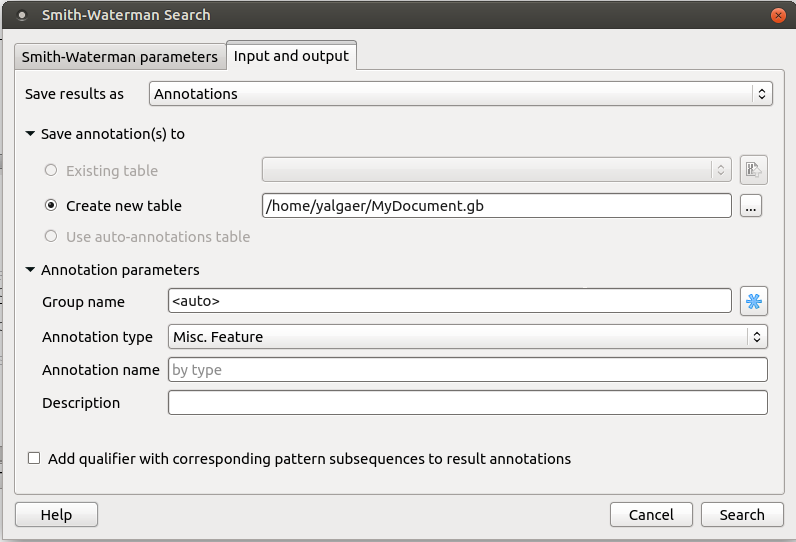 Smith-Waterman Search
Smith-Waterman parameters Input and output
Save results as Annotations
Save annotation(s) to
Existing table
Create new table /home/yalgaer/MyDocument.gb ...
Use auto-annotations table
Annotation parameters
Group name <auto>
Annotation type Misc. Feature
Annotation name by type
Description
Add qualifier with corresponding pattern subsequences to result annotations
Help Cancel Search